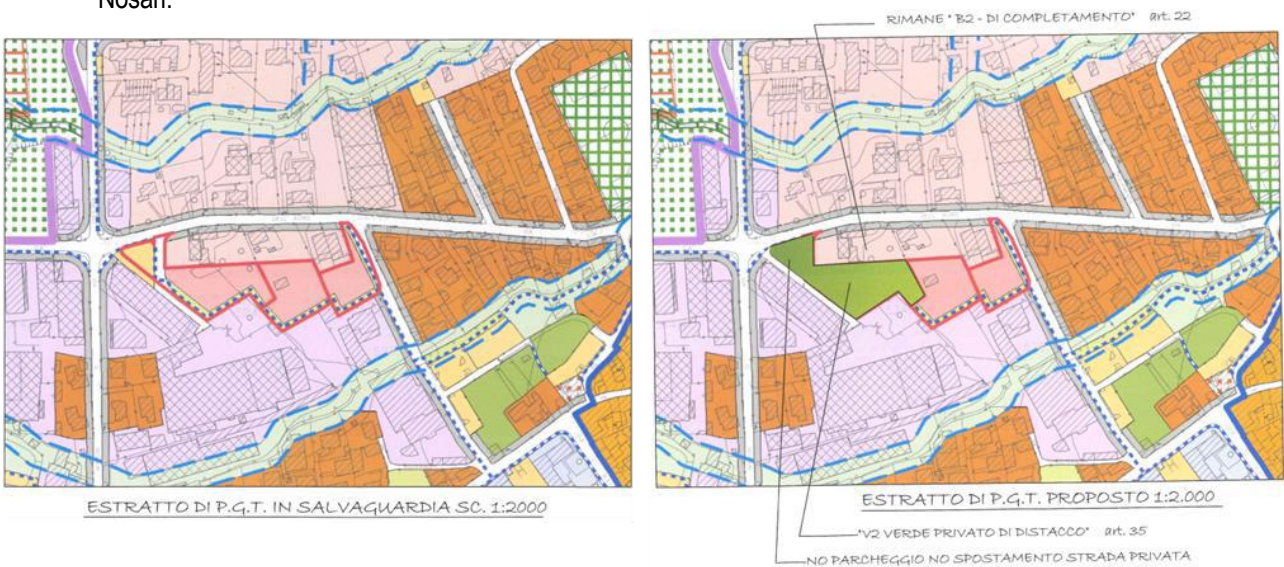 Nosari.
RIMANE "B2 - DI COMPLETAMENTO" art. 22
ESTRATTO DI P.G.T. IN SALVAGUARDIA SC. 1:2000
ESTRATTO DI P.G.T. PROPOSTO 1:2.000
"V2 VERDE PRIVATO DI DISTACCO" art. 35
NO PARCHEGGIO NO SPOSTAMENTO STRADA PRIVATA